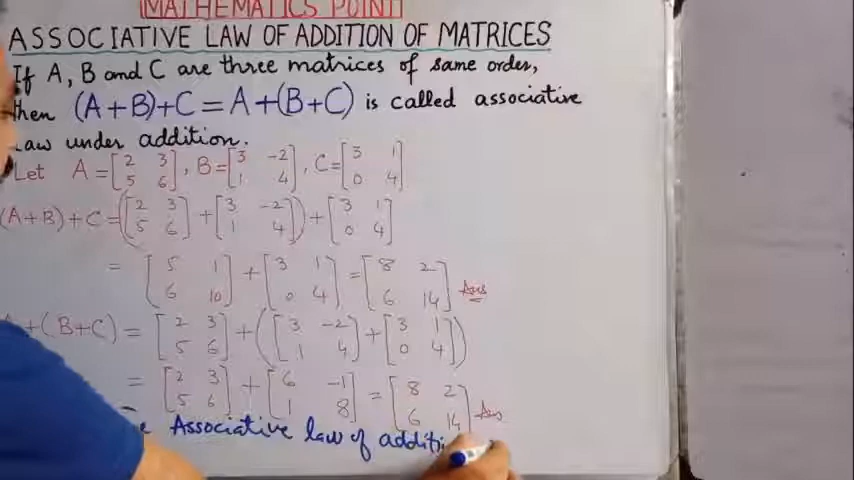 MATHEMATICS POINT
ASSOCIATIVE LAW OF ADDITION OF MATRICES
If A, B and C are three matrices of same order,
then (A+B)+C = A+(B+C) is called associative
Law under addition.
Let A = [2 3; 5 6], B = [3 -2; 1 4], C = [3 1; 0 4]
(A+B)+C = ([2 3; 5 6] + [3 -2; 1 4]) + [3 1; 0 4]
= [5 1; 6 10] + [3 1; 0 4] = [8 2; 6 14] Ans
+(B+C) = [2 3; 5 6] + ([3 -2; 1 4] + [3 1; 0 4])
= [2 3; 5 6] + [6 -1; 1 8] = [8 2; 6 14] Ans
Associative law of additi